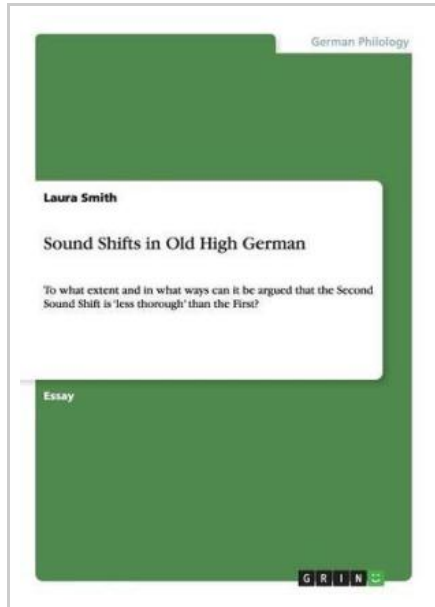 German Philology
Laura Smith
Sound Shifts in Old High German
To what extent and in what ways can it be argued that the Second
Sound Shift is 'less thorough' than the First?
Essay
GRIN